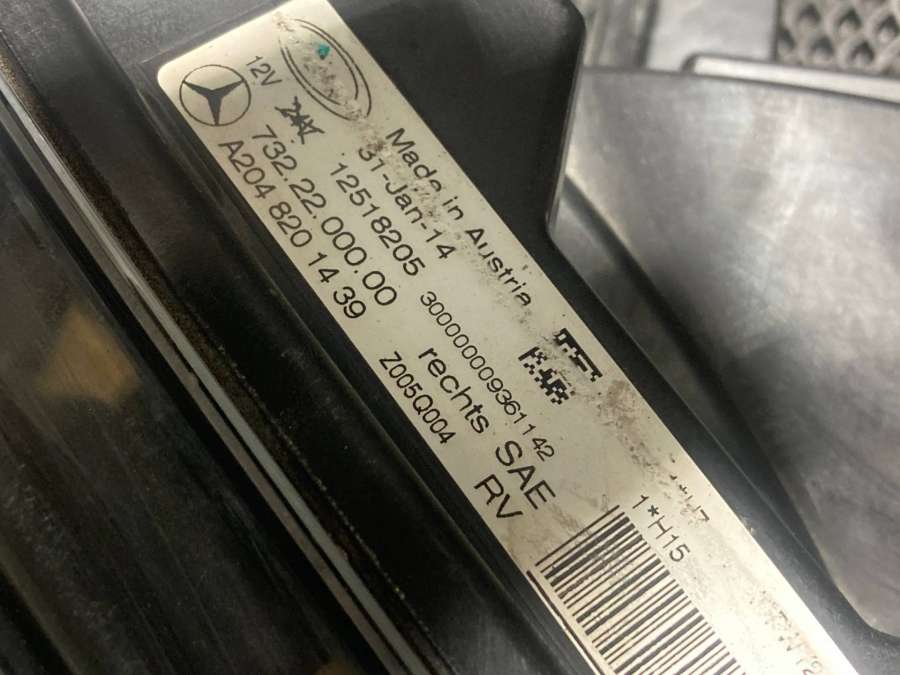 Made in Austria
12V
31-Jan-14
12518205
732.22.000.00
A204 820 14 39
30000009361142
rechts SAE
Z005Q004
RV
1*H15